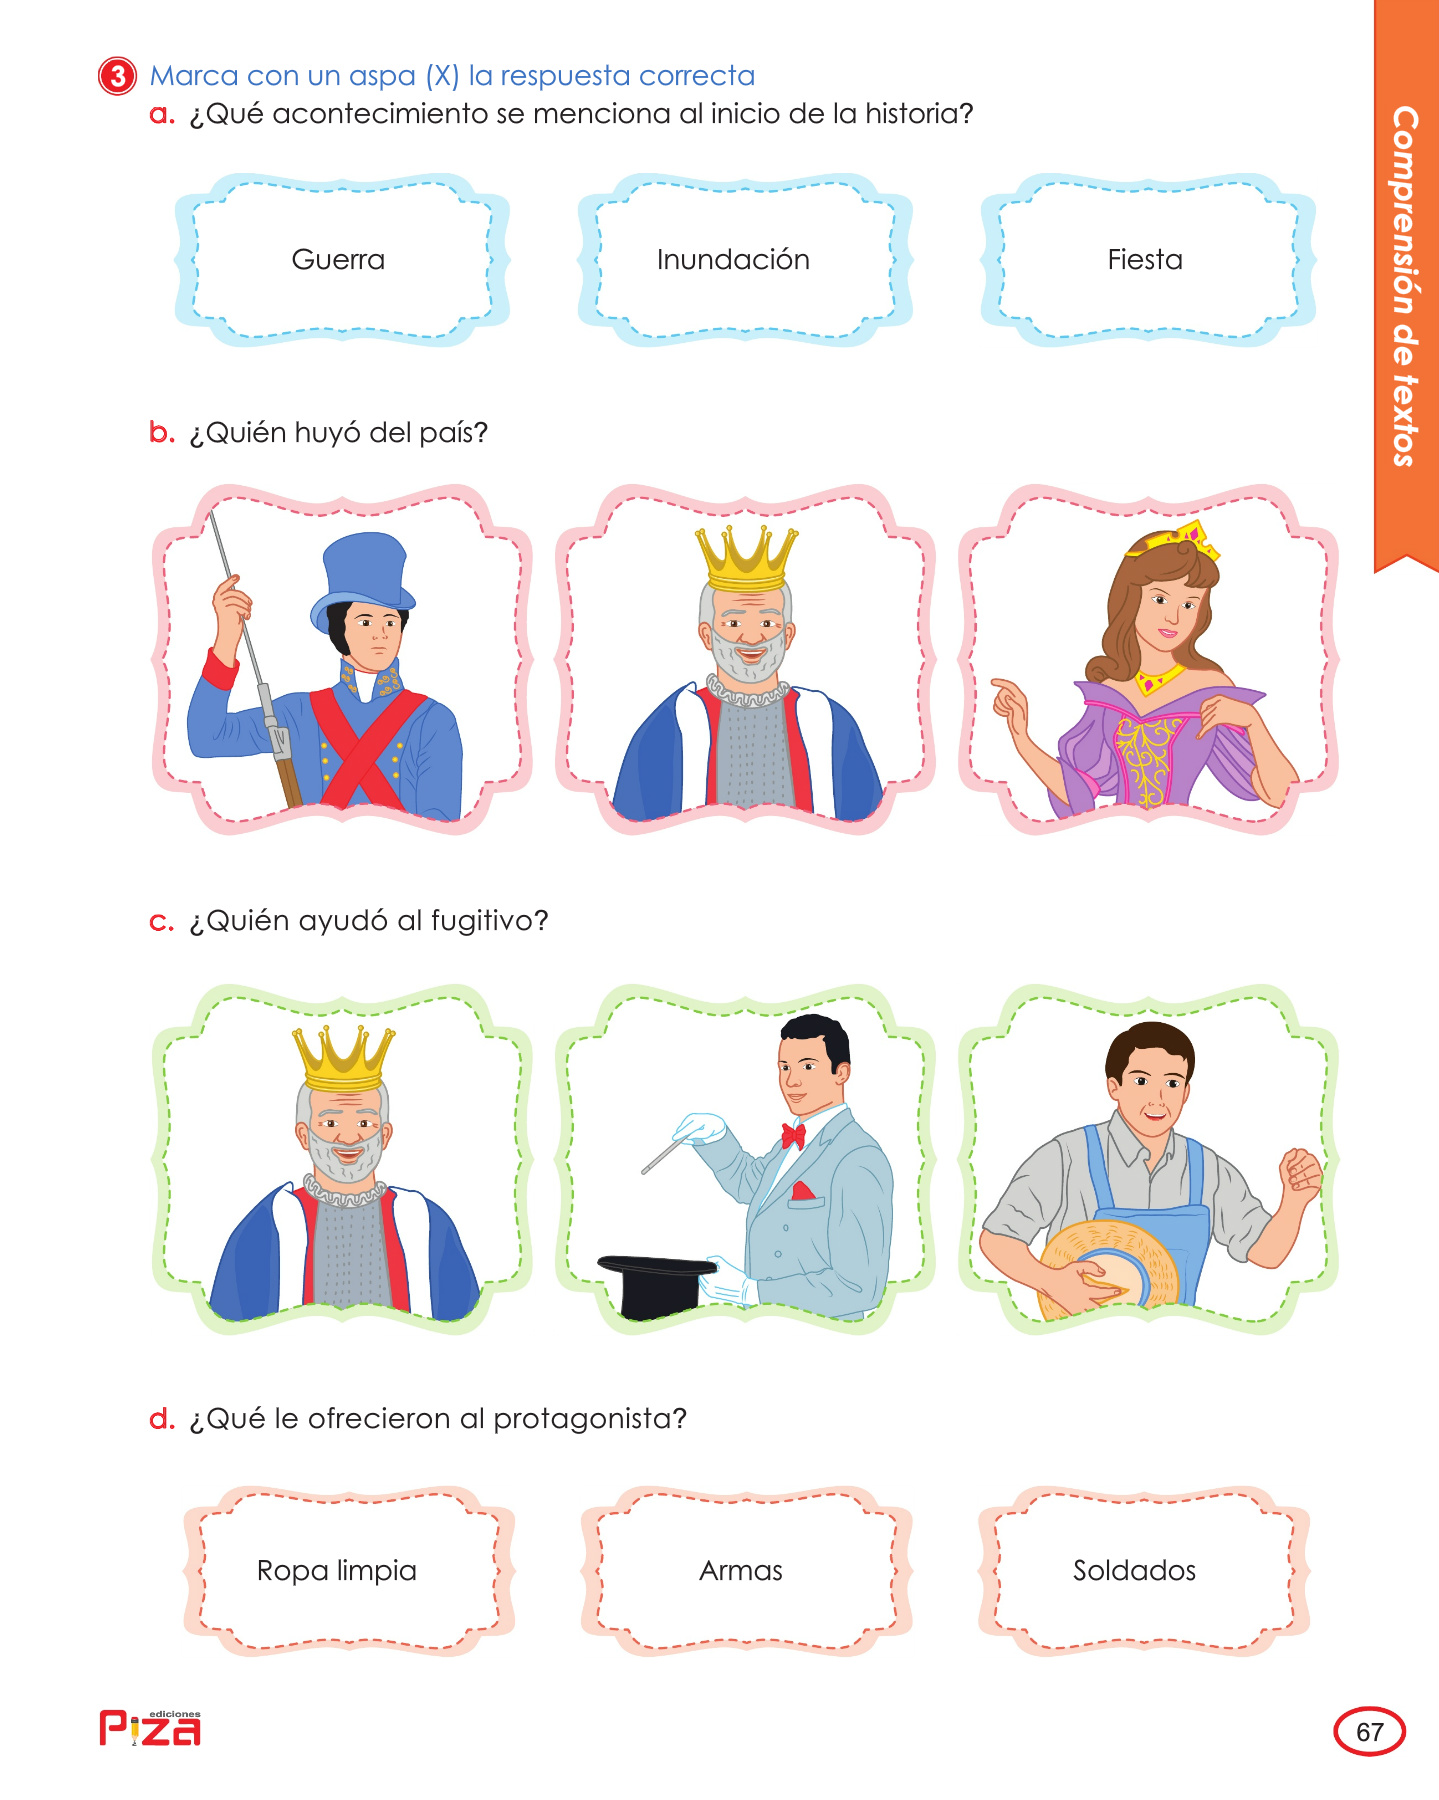 3 Marca con un aspa (X) la respuesta correcta
a. ¿Qué acontecimiento se menciona al inicio de la historia?
Guerra
Inundación
Fiesta
b. ¿Quién huyó del país?
c. ¿Quién ayudó al fugitivo?
d. ¿Qué le ofrecieron al protagonista?
Ropa limpia
Armas
Soldados
Comprensión de textos
ediciones
Piza
67